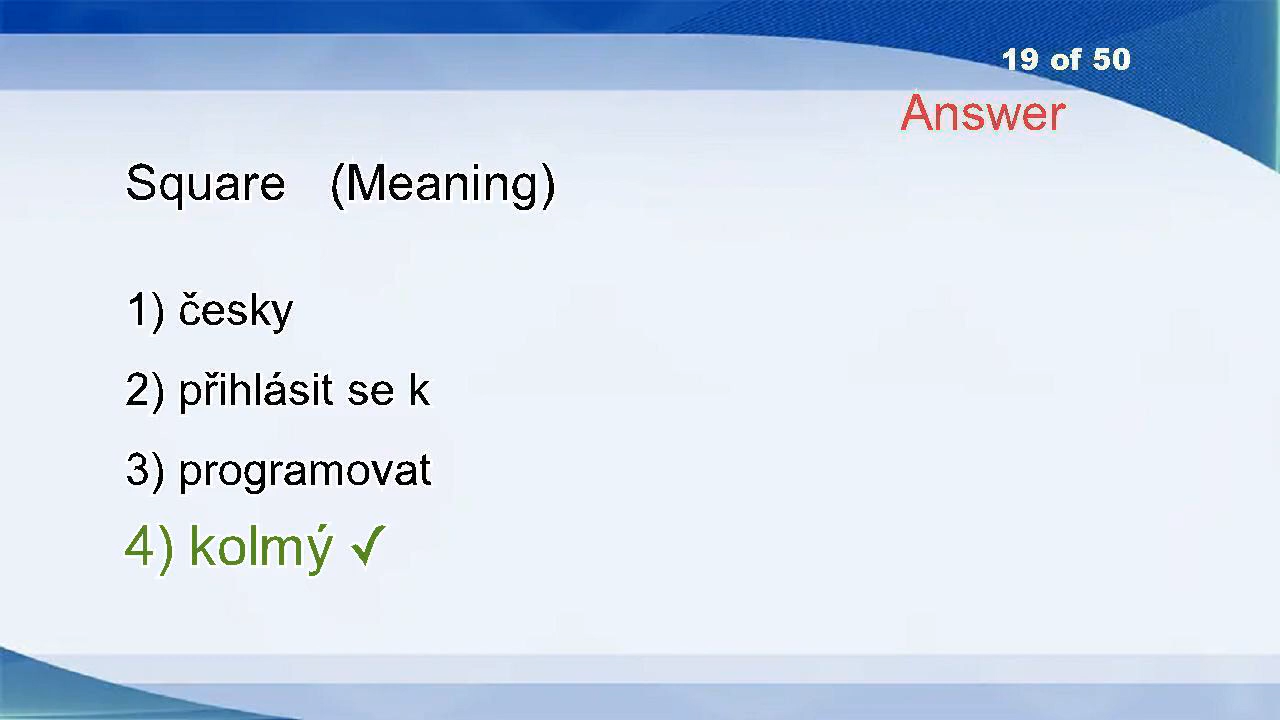 19 of 50
Answer
Square (Meaning)
1) česky
2) přihlásit se k
3) programovat
4) kolmý ✓